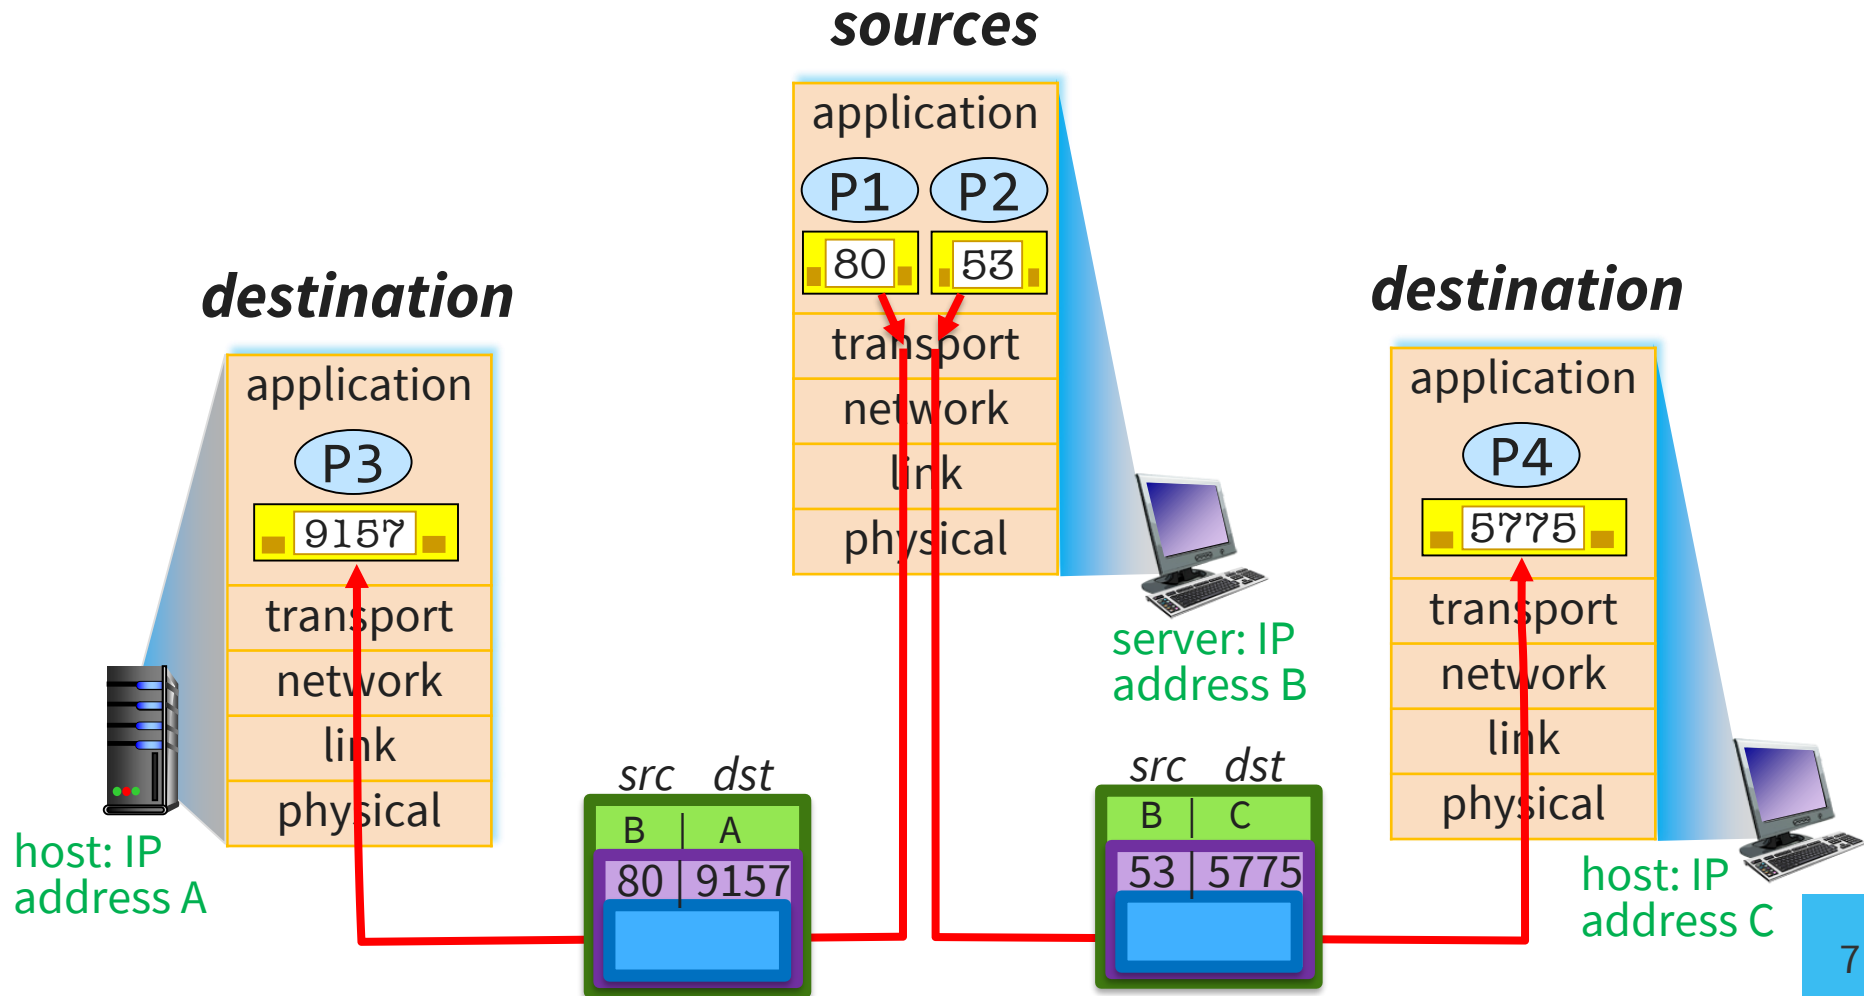 sources
application
P1 P2
80 53
transport
network
link
physical
server: IP
address B
destination
application
P3
9157
transport
network
link
physical
host: IP
address A
src dst
B | A
80 | 9157
destination
application
P4
5775
transport
network
link
physical
host: IP
address C
src dst
B | C
53 | 5775
7